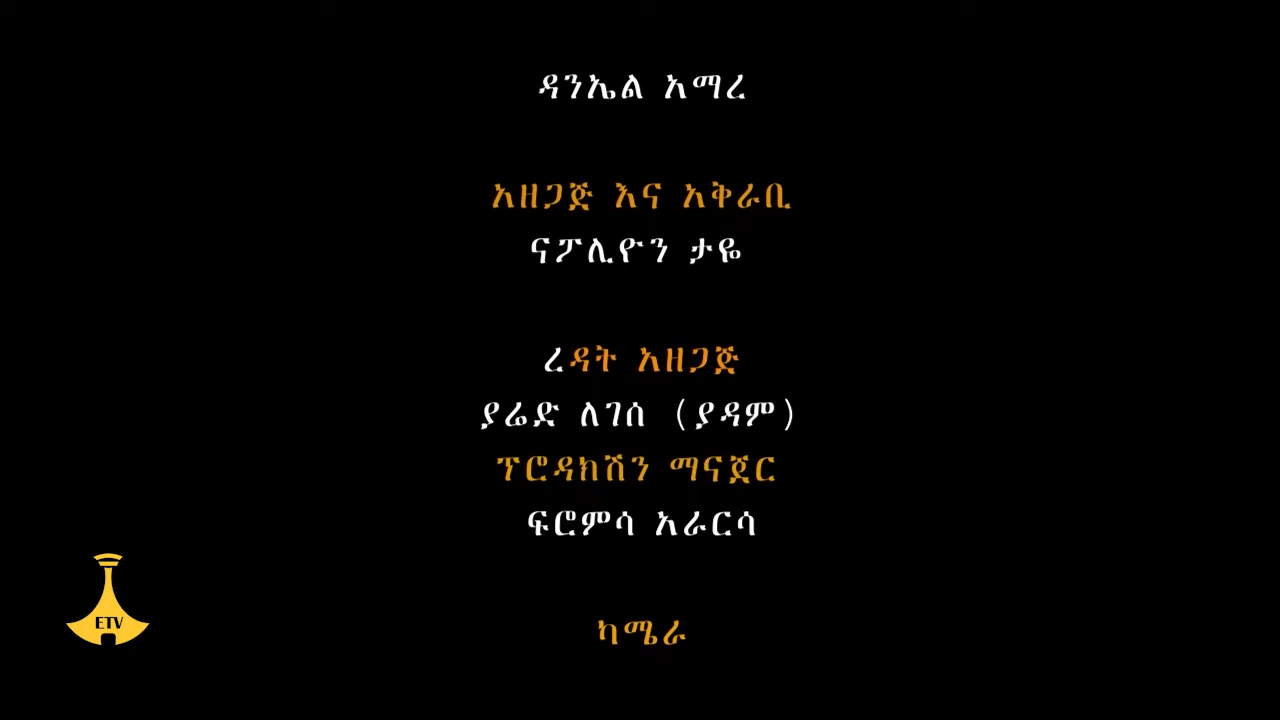 ዳንኤል አማረ
አዘጋጅ እና አቅራቢ
ናፖሊዮን ታዬ
ረዳት አዘጋጅ
ያሬድ ለገሰ (ያዳም)
ፕሮዳክሽን ማናጀር
ፍሮምሳ አራርሳ
ETV
ካሜራ